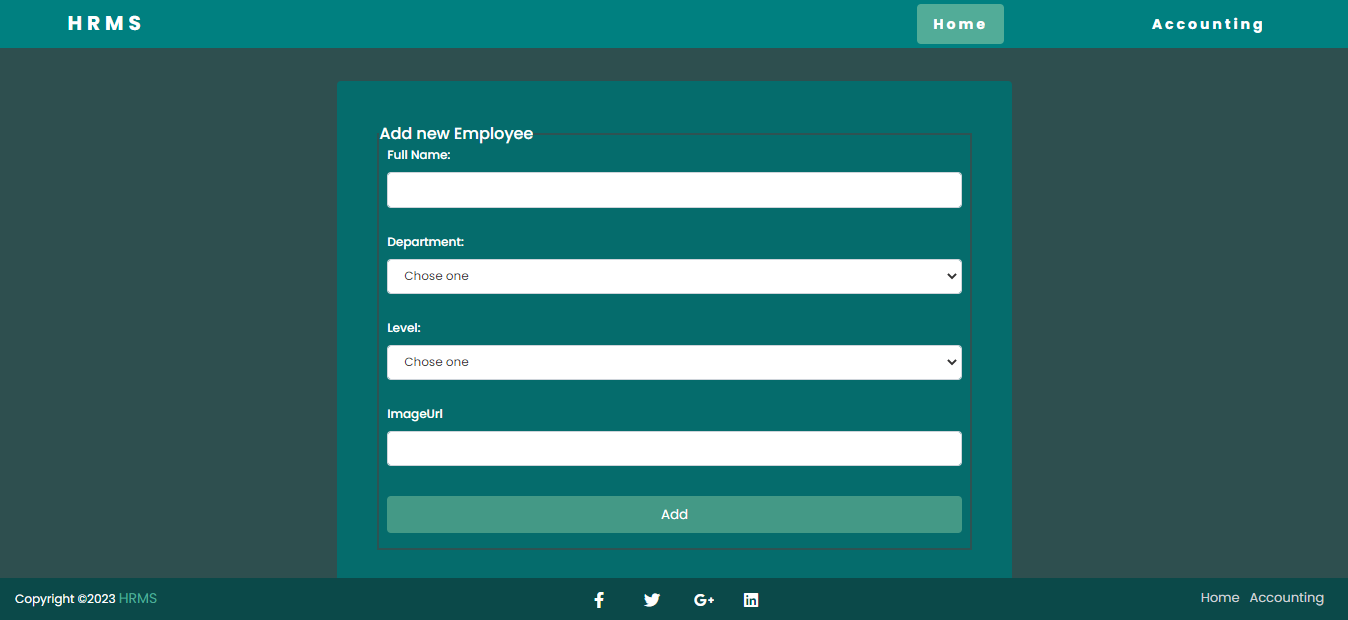 HRMS
Home
Accounting
Add new Employee
Full Name:
Department:
Chose one
Level:
Chose one
ImageUrl
Add
Copyright ©2023 HRMS
G+
in
Home Accounting